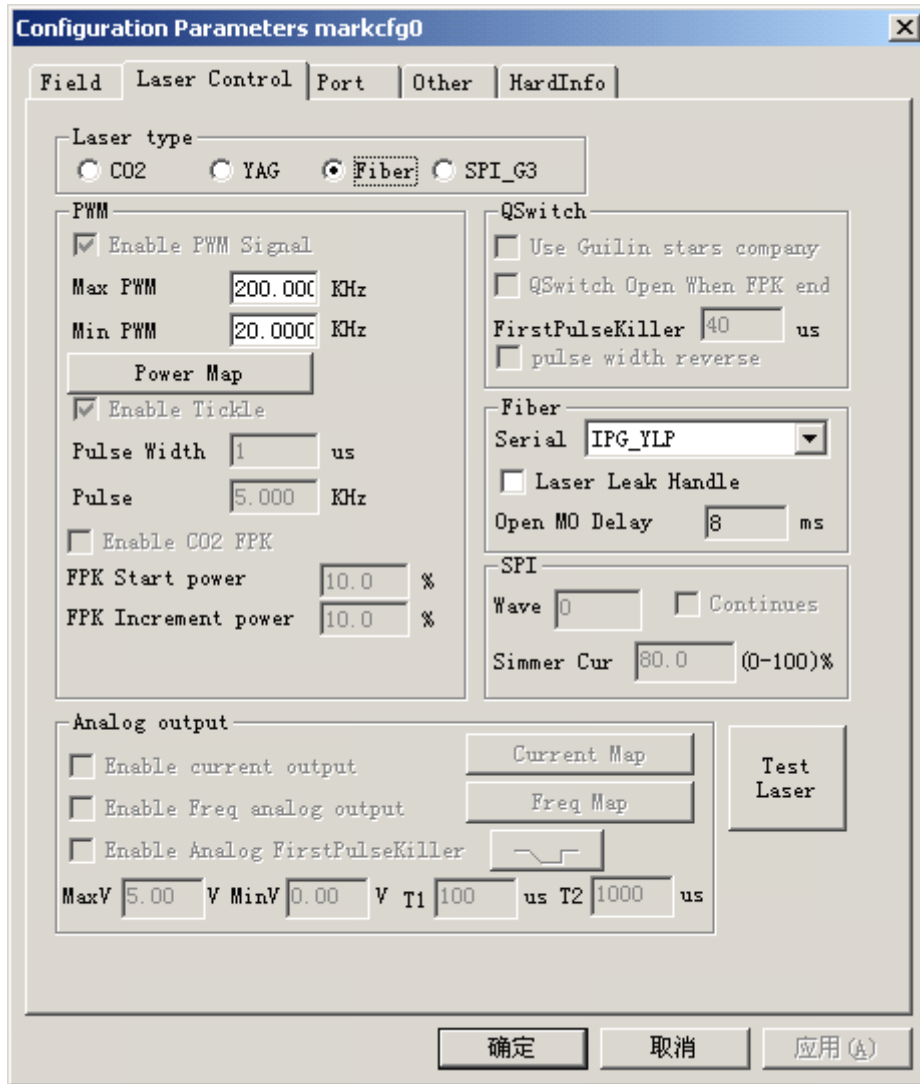 Configuration Parameters markcfg0
Field Laser Control Port Other HardInfo
Laser type
CO2 YAG Fiber SPI_G3
PWM
Enable PWM Signal
Max PWM 200.000 KHz
Min PWM 20.0000 KHz
Power Map
Enable Tickle
Pulse Width 1 us
Pulse 5.000 KHz
Enable CO2 FPK
FPK Start power 10.0 %
FPK Increment power 10.0 %
QSwitch
Use Guilin stars company
QSwitch Open When FPK end
FirstPulseKiller 40 us
pulse width reverse
Fiber
Serial IPG_YLP
Laser Leak Handle
Open MO Delay 8 ms
SPI
Wave 0 Continues
Simmer Cur 80.0 (0-100)%
Analog output
Enable current output Current Map
Enable Freq analog output Freq Map
Enable Analog FirstPulseKiller
MaxV 5.00 V MinV 0.00 V T1 100 us T2 1000 us
Test
Laser
确定 取消 应用(A)